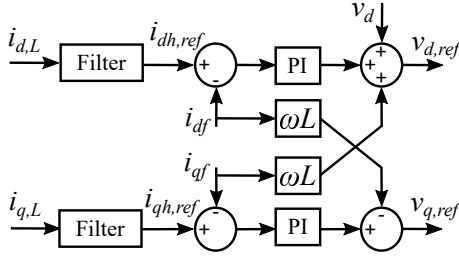 v_d
i_{d,L} Filter i_{dh,ref} + - PI + + + v_{d,ref}
i_{df} ωL
i_{qf} ωL
i_{q,L} Filter i_{qh,ref} + - PI + - v_{q,ref}